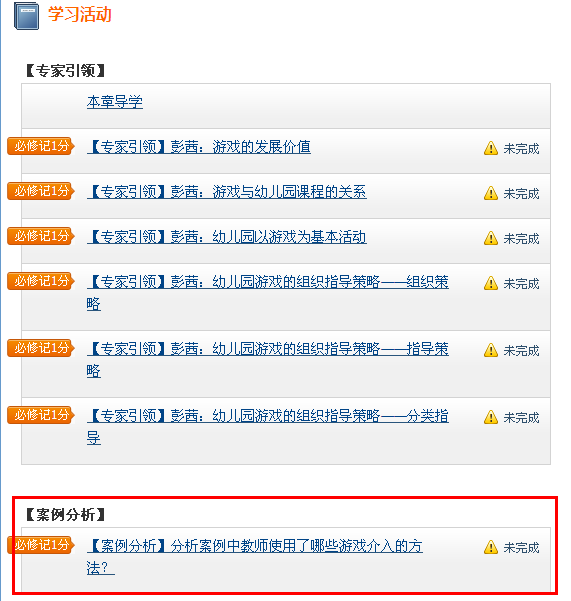 学习活动
【专家引领】
本章导学
必修记1分 【专家引领】彭茜：游戏的发展价值 未完成
必修记1分 【专家引领】彭茜：游戏与幼儿园课程的关系 未完成
必修记1分 【专家引领】彭茜：幼儿园以游戏为基本活动 未完成
必修记1分 【专家引领】彭茜：幼儿园游戏的组织指导策略——组织策 未完成
略
必修记1分 【专家引领】彭茜：幼儿园游戏的组织指导策略——指导策 未完成
略
必修记1分 【专家引领】彭茜：幼儿园游戏的组织指导策略——分类指 未完成
导
【案例分析】
必修记1分 【案例分析】分析案例中教师使用了哪些游戏介入的方 未完成
法？